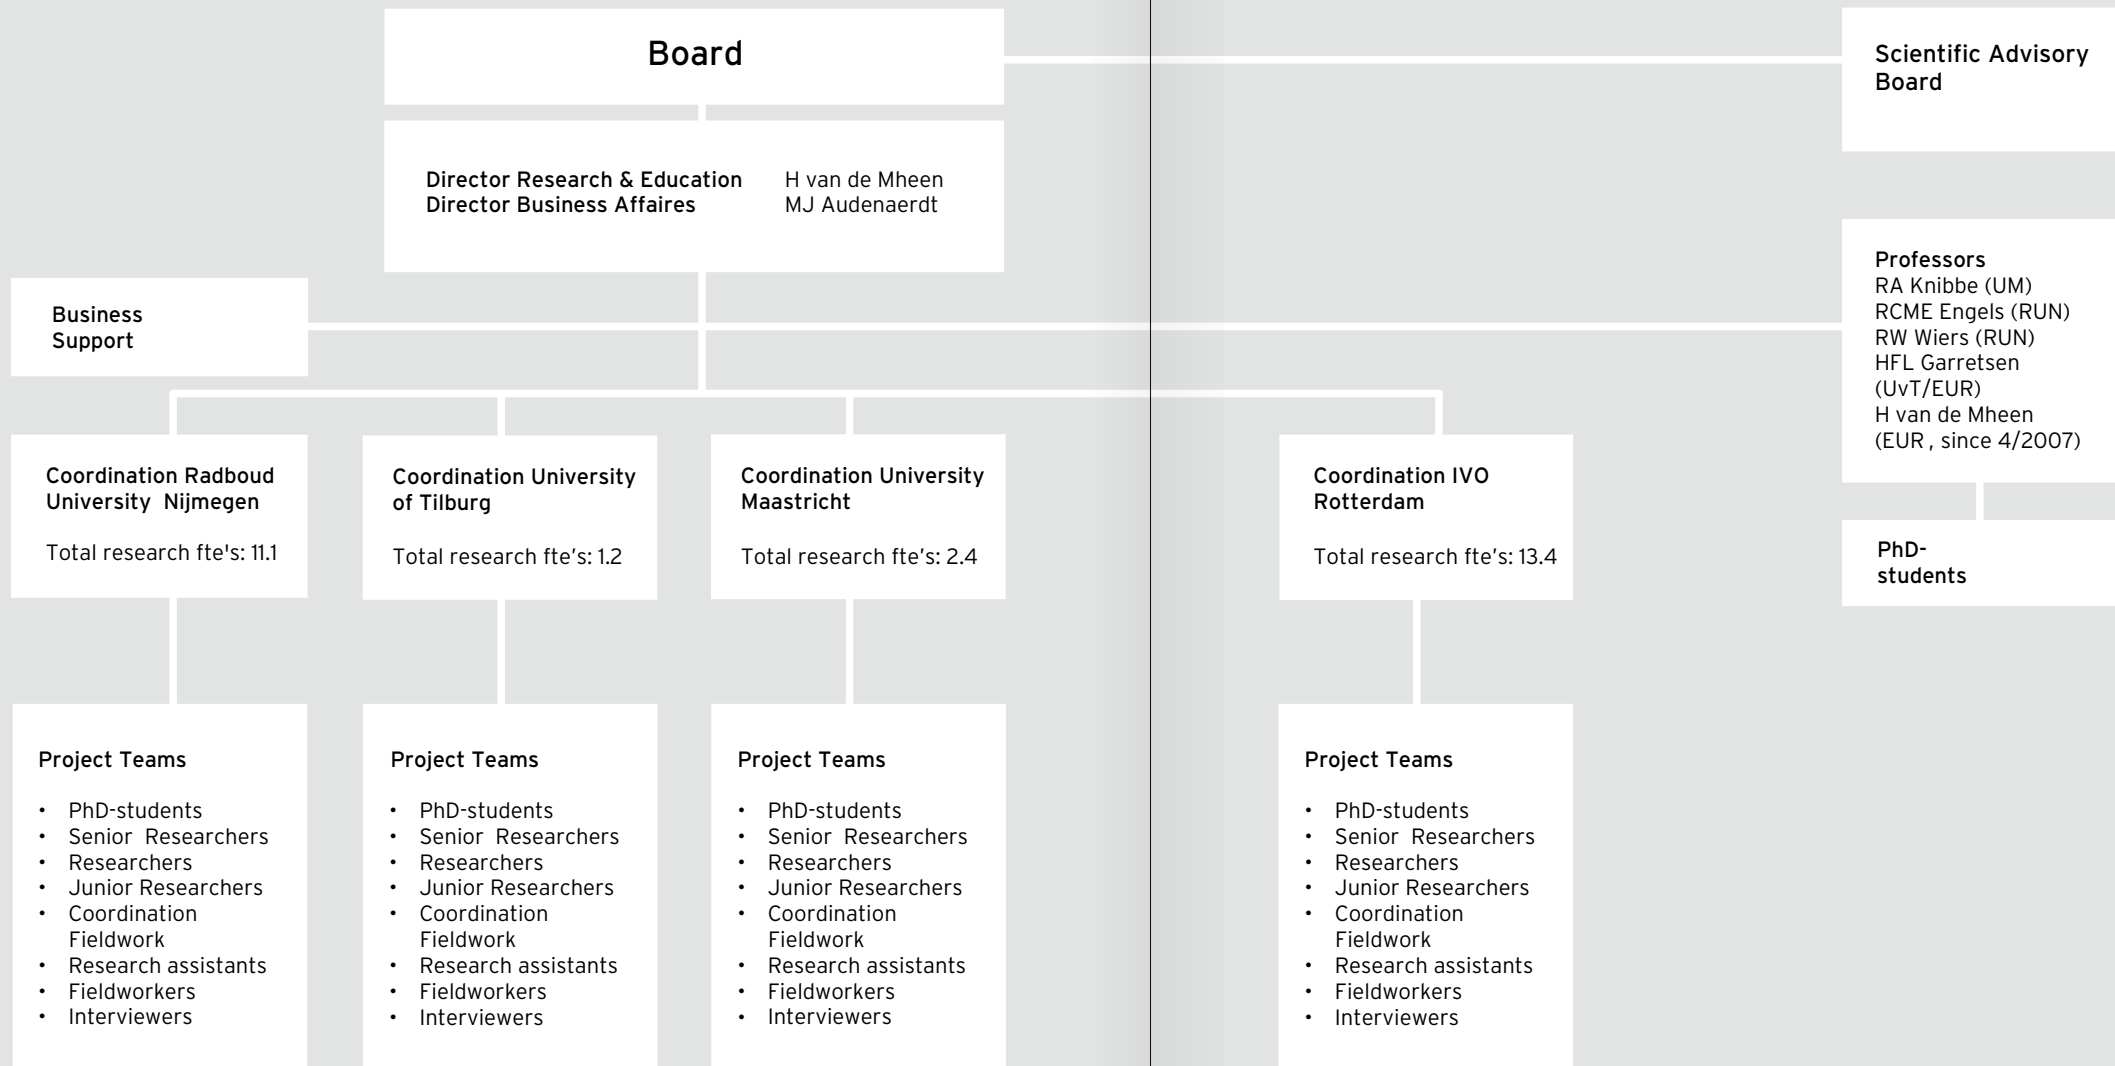 Board
Scientific Advisory
Board
Director Research & Education H van de Mheen
Director Business Affaires MJ Audenaerdt
Business
Support
Professors
RA Knibbe (UM)
RCME Engels (RUN)
RW Wiers (RUN)
HFL Garretsen
(UvT/EUR)
H van de Mheen
(EUR , since 4/2007)
PhD-
students
Coordination Radboud
University Nijmegen
Total research fte's: 11.1
Coordination University
of Tilburg
Total research fte’s: 1.2
Coordination University
Maastricht
Total research fte’s: 2.4
Coordination IVO
Rotterdam
Total research fte’s: 13.4
Project Teams
• PhD-students
• Senior Researchers
• Researchers
• Junior Researchers
• Coordination
Fieldwork
• Research assistants
• Fieldworkers
• Interviewers
Project Teams
• PhD-students
• Senior Researchers
• Researchers
• Junior Researchers
• Coordination
Fieldwork
• Research assistants
• Fieldworkers
• Interviewers
Project Teams
• PhD-students
• Senior Researchers
• Researchers
• Junior Researchers
• Coordination
Fieldwork
• Research assistants
• Fieldworkers
• Interviewers
Project Teams
• PhD-students
• Senior Researchers
• Researchers
• Junior Researchers
• Coordination
Fieldwork
• Research assistants
• Fieldworkers
• Interviewers